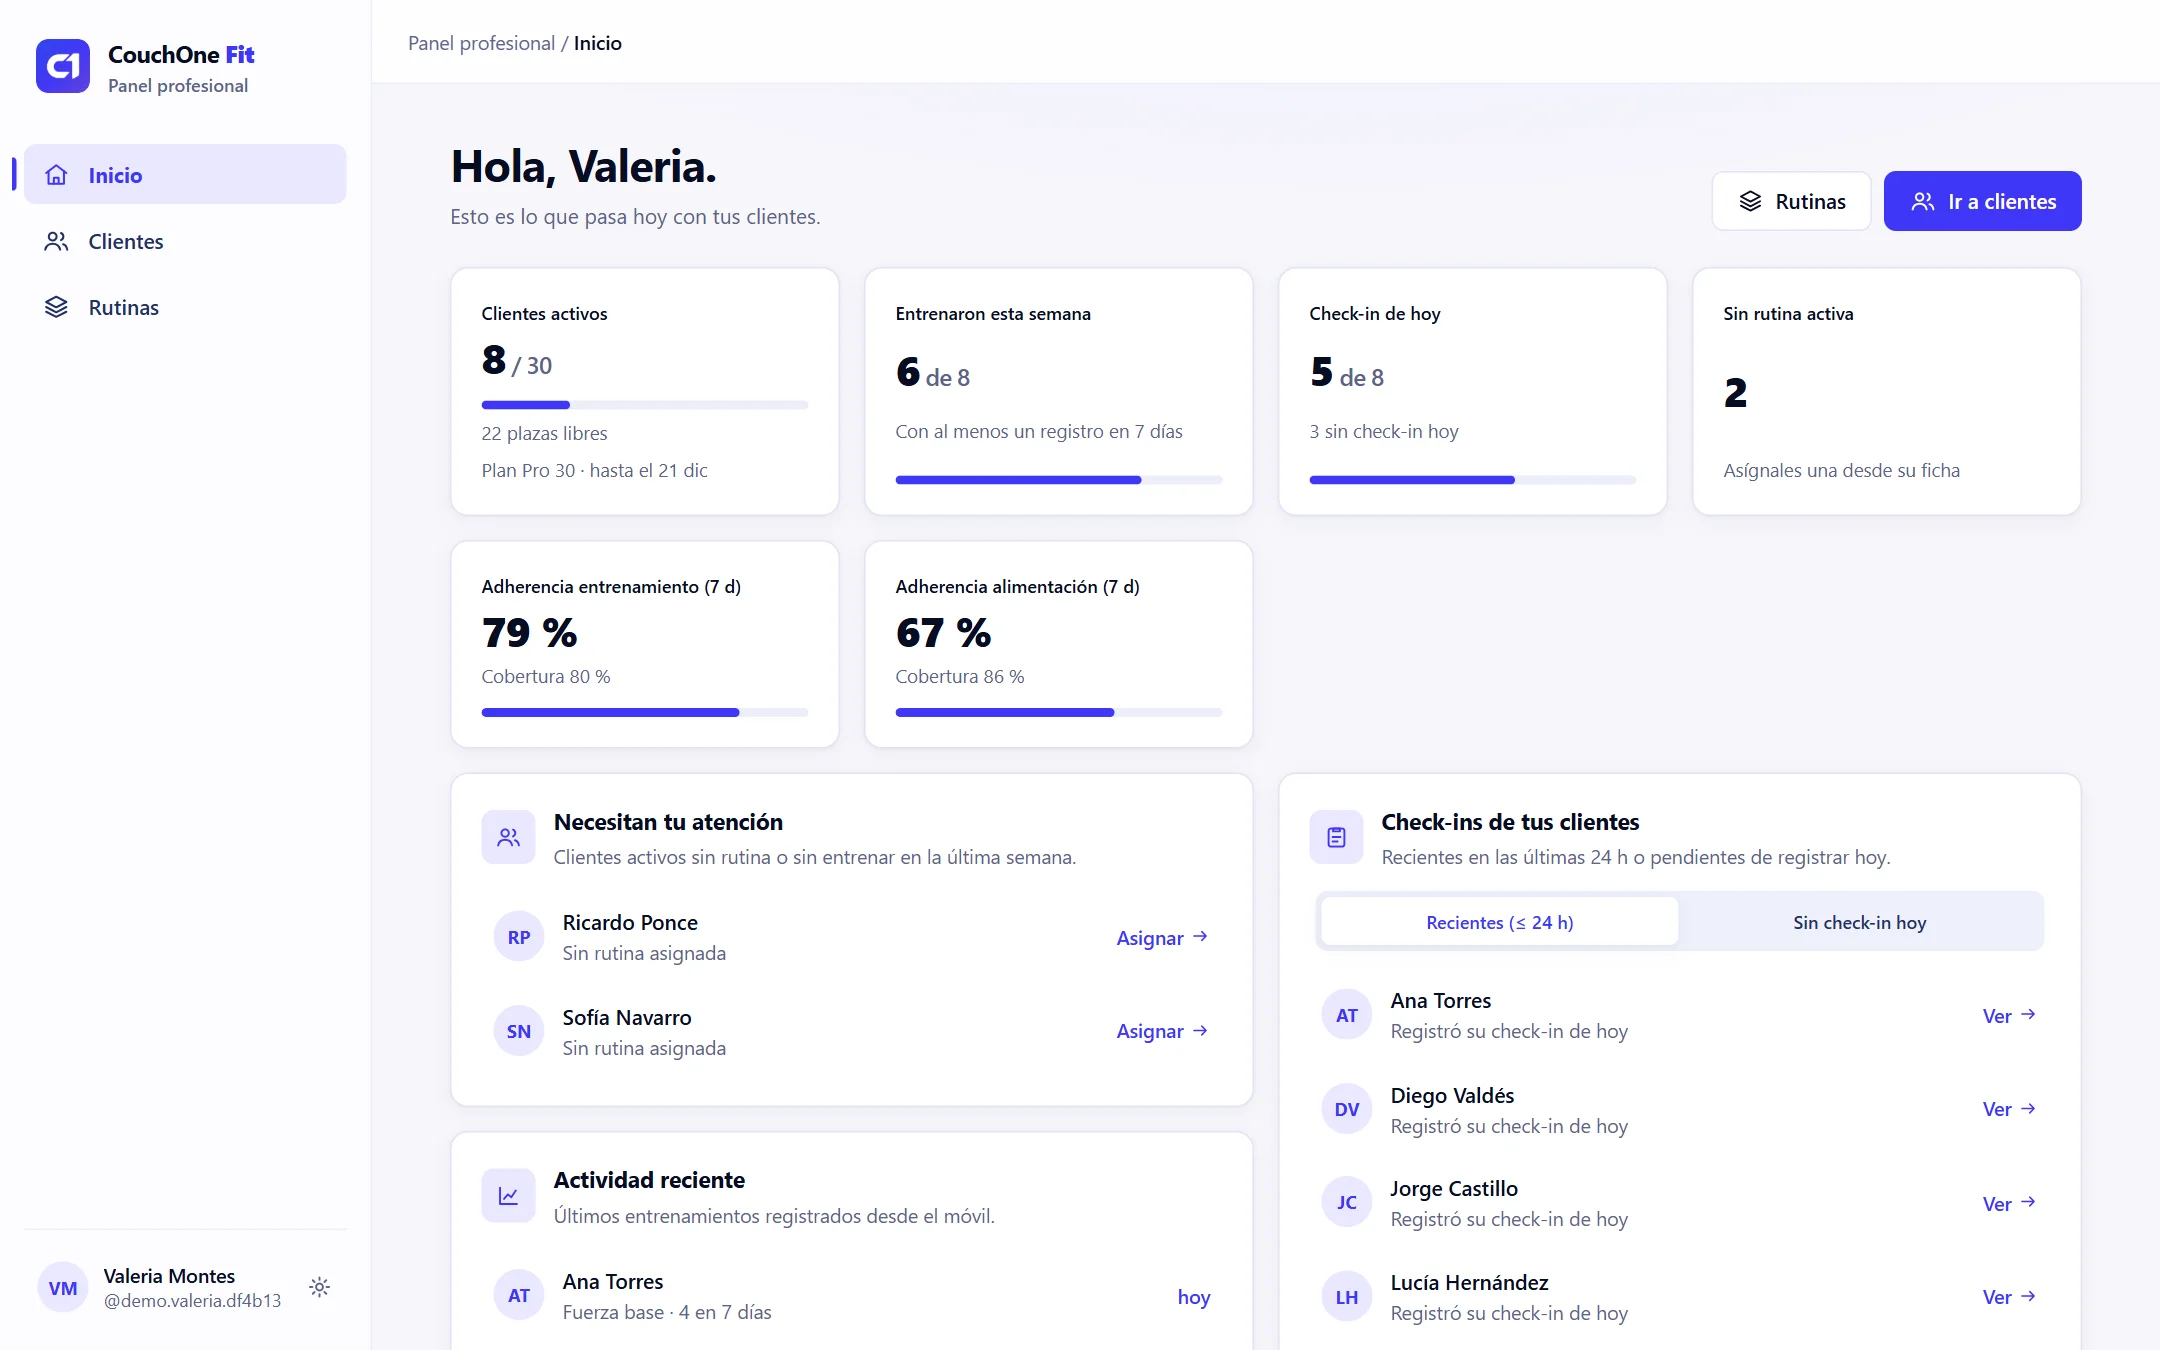 CouchOne Fit
Panel profesional
Inicio
Clientes
Rutinas
Valeria Montes
@demo.valeria.df4b13
VM
Panel profesional / Inicio
Hola, Valeria.
Esto es lo que pasa hoy con tus clientes.
Rutinas
Ir a clientes
Clientes activos
8 / 30
22 plazas libres
Plan Pro 30 · hasta el 21 dic
Entrenaron esta semana
6 de 8
Con al menos un registro en 7 días
Check-in de hoy
5 de 8
3 sin check-in hoy
Sin rutina activa
2
Asígnales una desde su ficha
Adherencia entrenamiento (7 d)
79 %
Cobertura 80 %
Adherencia alimentación (7 d)
67 %
Cobertura 86 %
Necesitan tu atención
Clientes activos sin rutina o sin entrenar en la última semana.
RP
Ricardo Ponce
Sin rutina asignada
Asignar →
SN
Sofía Navarro
Sin rutina asignada
Asignar →
Actividad reciente
Últimos entrenamientos registrados desde el móvil.
AT
Ana Torres
Fuerza base · 4 en 7 días
hoy
Check-ins de tus clientes
Recientes en las últimas 24 h o pendientes de registrar hoy.
Recientes (≤ 24 h)
Sin check-in hoy
AT
Ana Torres
Registró su check-in de hoy
Ver →
DV
Diego Valdés
Registró su check-in de hoy
Ver →
JC
Jorge Castillo
Registró su check-in de hoy
Ver →
LH
Lucía Hernández
Registró su check-in de hoy
Ver →